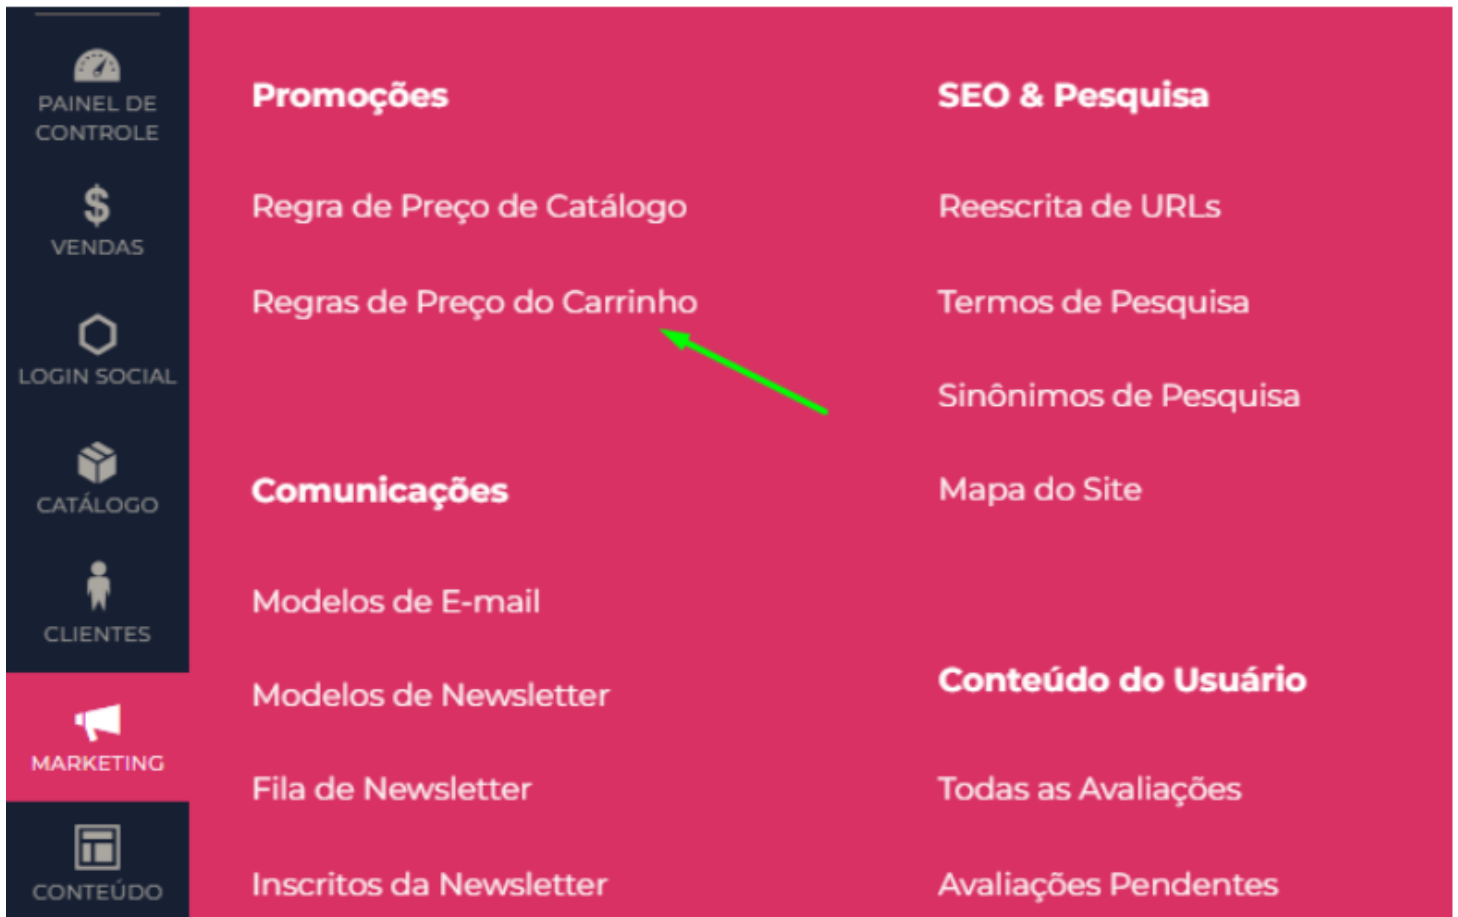 PAINEL DE
CONTROLE
VENDAS
LOGIN SOCIAL
CATÁLOGO
CLIENTES
MARKETING
CONTEÚDO
Promoções
Regra de Preço de Catálogo
Regras de Preço do Carrinho
Comunicações
Modelos de E-mail
Modelos de Newsletter
Fila de Newsletter
Inscritos da Newsletter
SEO & Pesquisa
Reescrita de URLs
Termos de Pesquisa
Sinônimos de Pesquisa
Mapa do Site
Conteúdo do Usuário
Todas as Avaliações
Avaliações Pendentes